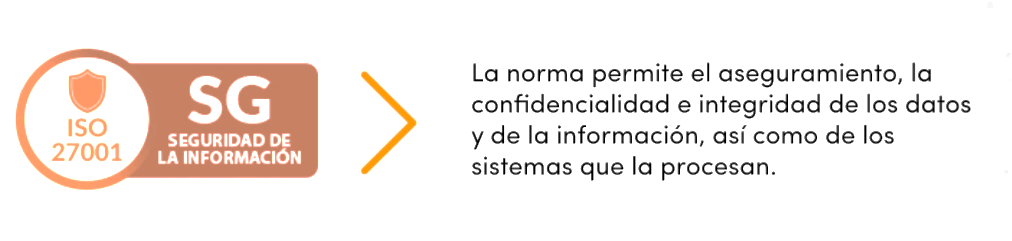 ISO
27001
SG
SEGURIDAD DE
LA INFORMACIÓN
La norma permite el aseguramiento, la
confidencialidad e integridad de los datos
y de la información, así como de los
sistemas que la procesan.